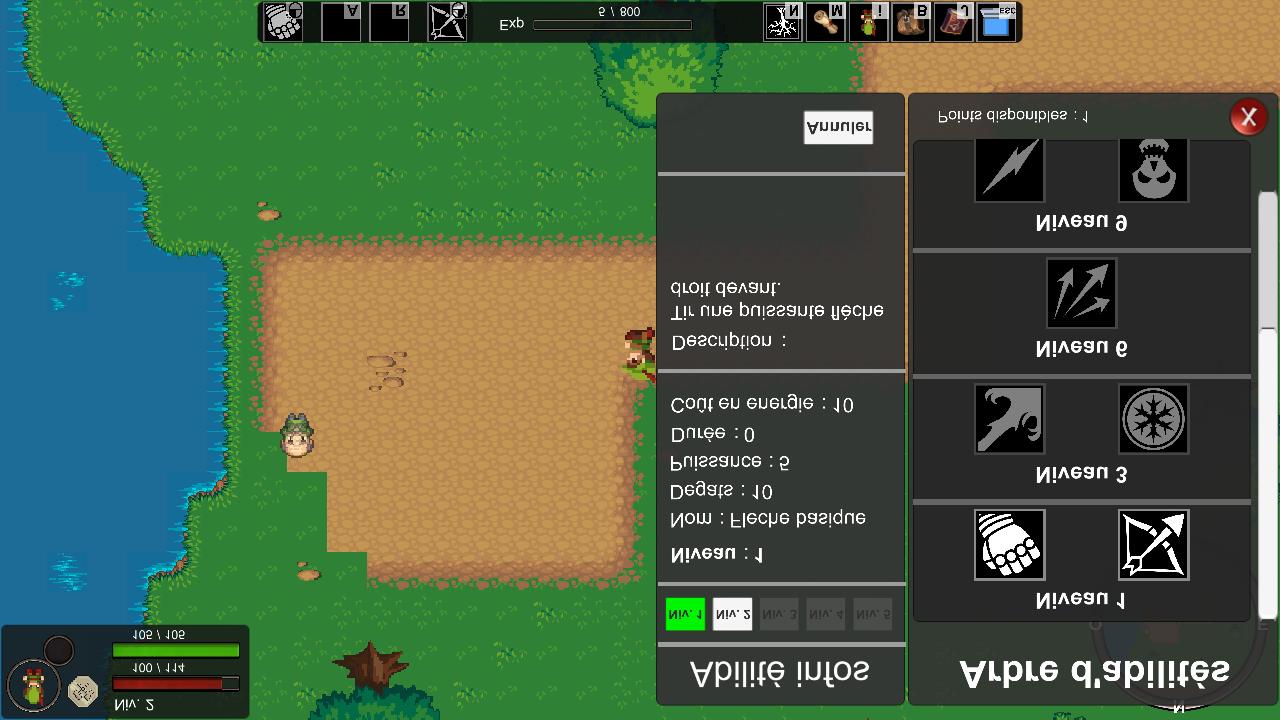 N
Arbre d'abilités
Niveau 1
Niveau 3
Niveau 6
Niveau 9
Points disponibles : 1
X
Abilité infos
Niv. 1 Niv. 2 Niv. 3 Niv. 4 Niv. 5
Niveau : 1
Nom : Fleche basique
Degats : 10
Puissance : 5
Durée : 0
Coût en energie : 10
Description :
Tir une puissante flèche
droit devant.
Annuler
Niv. 2
100 / 114
105 / 105
A
R
Exp
5 / 800
N
M
I
B
J
esc